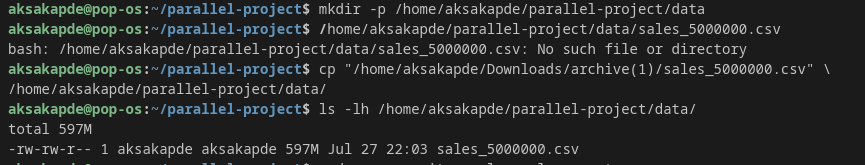 aksakapde@pop-os:~/parallel-project$ mkdir -p /home/aksakapde/parallel-project/data
aksakapde@pop-os:~/parallel-project$ /home/aksakapde/parallel-project/data/sales_5000000.csv
bash: /home/aksakapde/parallel-project/data/sales_5000000.csv: No such file or directory
aksakapde@pop-os:~/parallel-project$ cp "/home/aksakapde/Downloads/archive(1)/sales_5000000.csv" \
/home/aksakapde/parallel-project/data/
aksakapde@pop-os:~/parallel-project$ ls -lh /home/aksakapde/parallel-project/data/
total 597M
-rw-rw-r-- 1 aksakapde aksakapde 597M Jul 27 22:03 sales_5000000.csv